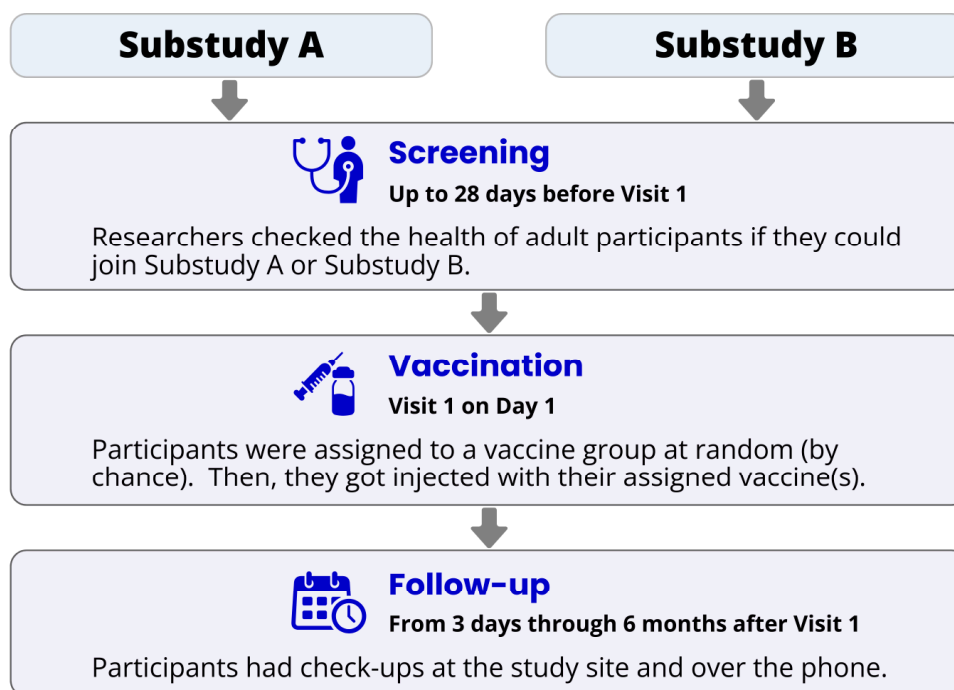 Substudy A
Substudy B
Screening
Up to 28 days before Visit 1
Researchers checked the health of adult participants if they could
join Substudy A or Substudy B.
Vaccination
Visit 1 on Day 1
Participants were assigned to a vaccine group at random (by
chance).  Then, they got injected with their assigned vaccine(s).
Follow-up
From 3 days through 6 months after Visit 1
Participants had check-ups at the study site and over the phone.